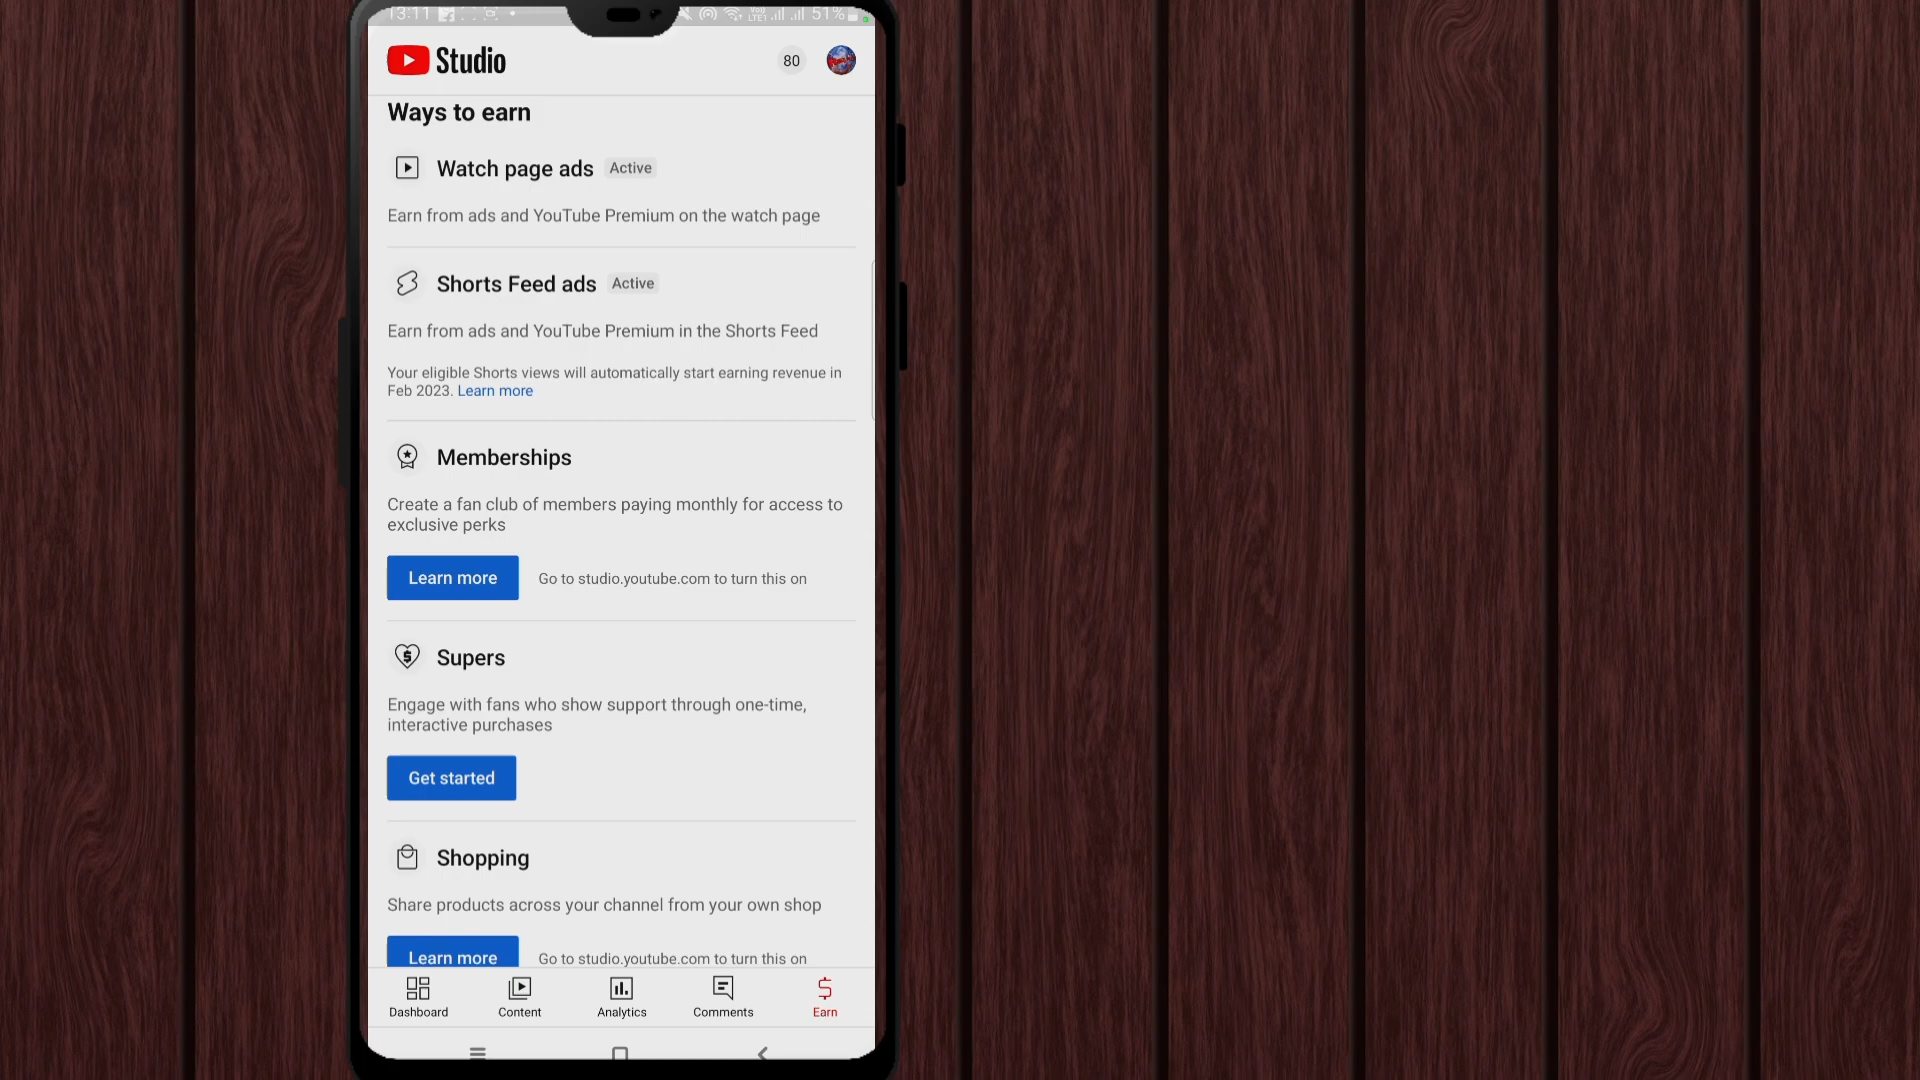 13:11
51%
Studio
80
Ways to earn
Watch page ads Active
Earn from ads and YouTube Premium on the watch page
Shorts Feed ads Active
Earn from ads and YouTube Premium in the Shorts Feed
Your eligible Shorts views will automatically start earning revenue in
Feb 2023. Learn more
Memberships
Create a fan club of members paying monthly for access to
exclusive perks
Learn more Go to studio.youtube.com to turn this on
Supers
Engage with fans who show support through one-time,
interactive purchases
Get started
Shopping
Share products across your channel from your own shop
Learn more Go to studio.youtube.com to turn this on
Dashboard Content Analytics Comments Earn